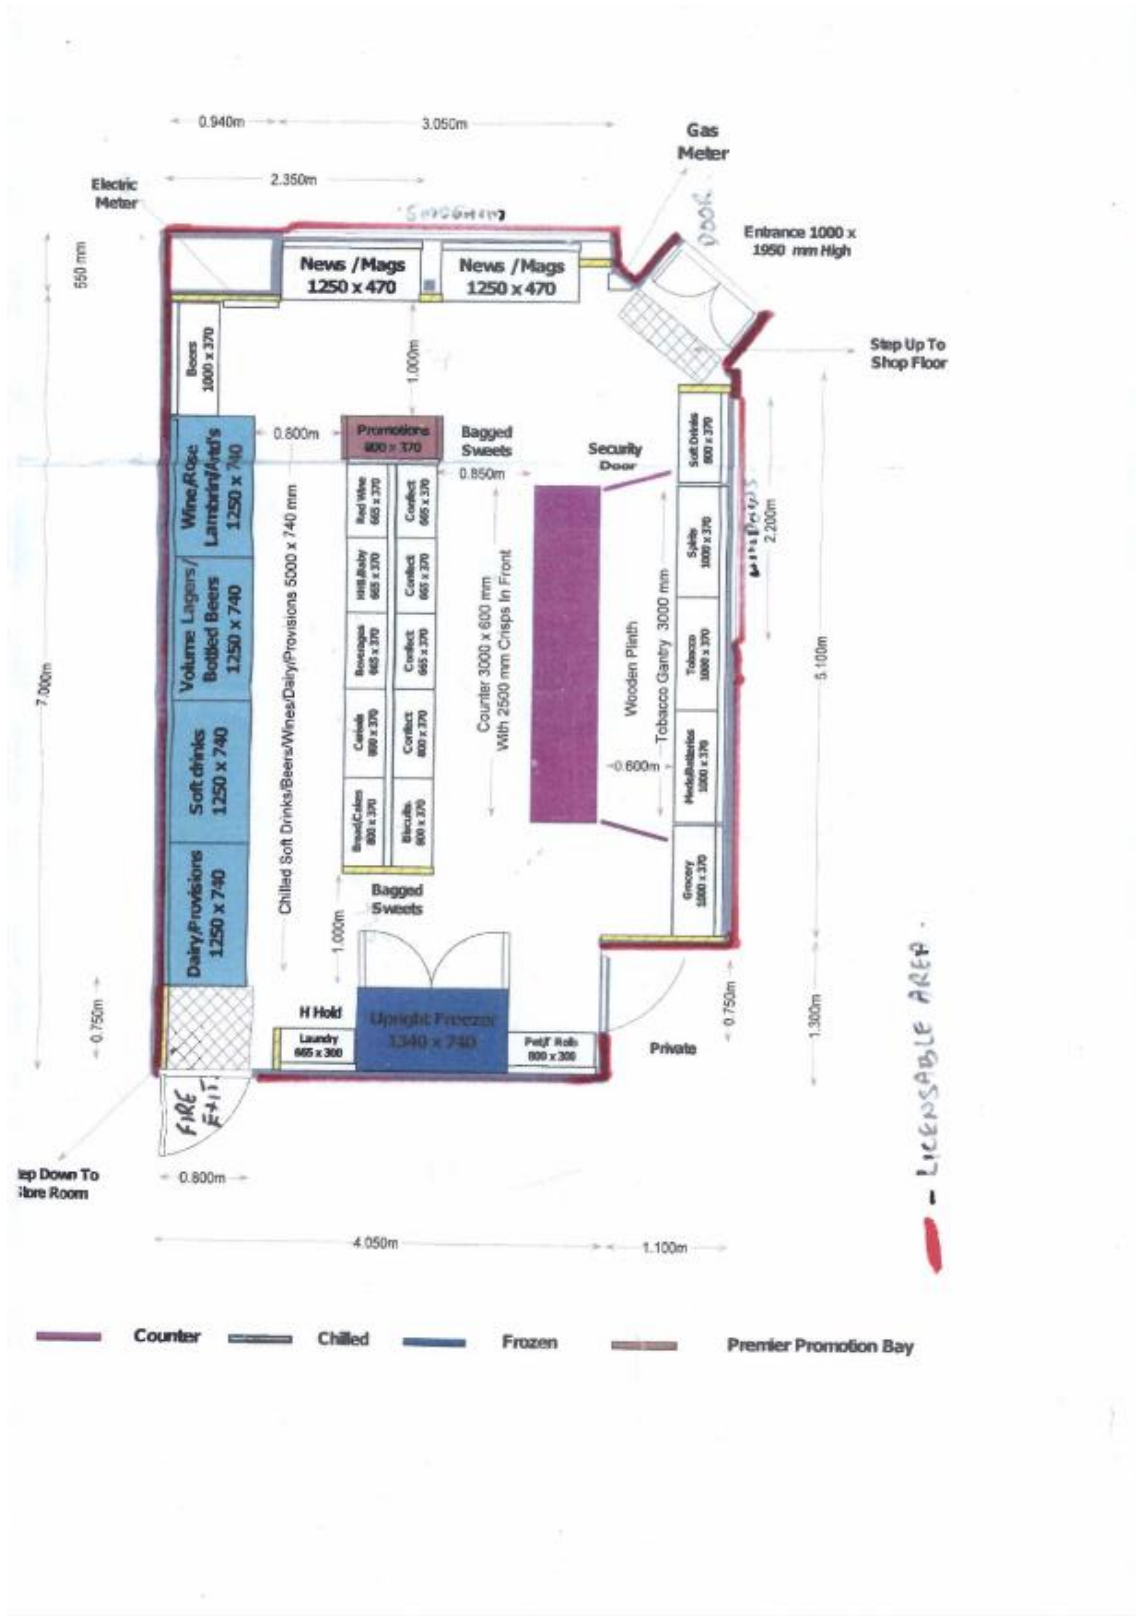 0.940m
3.050m
Gas
Meter
2.350m
Electric
Meter
WINDOWS.
DOOR
Entrance 1000 x
1950 mm High
550 mm
News /Mags
1250 x 470
News /Mags
1250 x 470
Beers
1000 x 370
1.000m
Step Up To
Shop Floor
0.800m
Promotions
800 x 370
Bagged
Sweets
Security
Door
0.850m
Soft Drinks
800 x 370
Wine/Rose
1250 x 740
Volume Lagers/
Bottled Beers
1250 x 740
Soft drinks
1250 x 740
Dairy/Provisions
1250 x 740
Chilled Soft Drinks/Beers/Wines/Dairy/Provisions 5000 x 740 mm
Red Wine
665 x 370
Confect
665 x 370
HHB/Baby
665 x 370
Confect
665 x 370
Beverages
665 x 370
Confect
665 x 370
Cereals
800 x 370
Confect
800 x 370
Bread/Cakes
800 x 370
Biscuits
800 x 370
Counter 3000 x 600 mm
With 2500 mm Crisps In Front
Wooden Plinth
Tobacco Gantry 3000 mm
0.600m
Spirits
1000 x 370
Tobacco
1000 x 370
Meds/Batteries
1000 x 370
Grocery
1000 x 370
WINDOWS
2.200m
5.100m
7.000m
Bagged
Sweets
1.000m
0.750m
H Hold
Laundry
665 x 300
Upright Freezer
1340 x 740
Pet/T Rolls
800 x 300
Private
0.750m
1.300m
FIRE
EXIT.
- LICENSABLE AREA.
ep Down To
tore Room
0.800m
4.050m
1.100m
Counter
Chilled
Frozen
Premier Promotion Bay